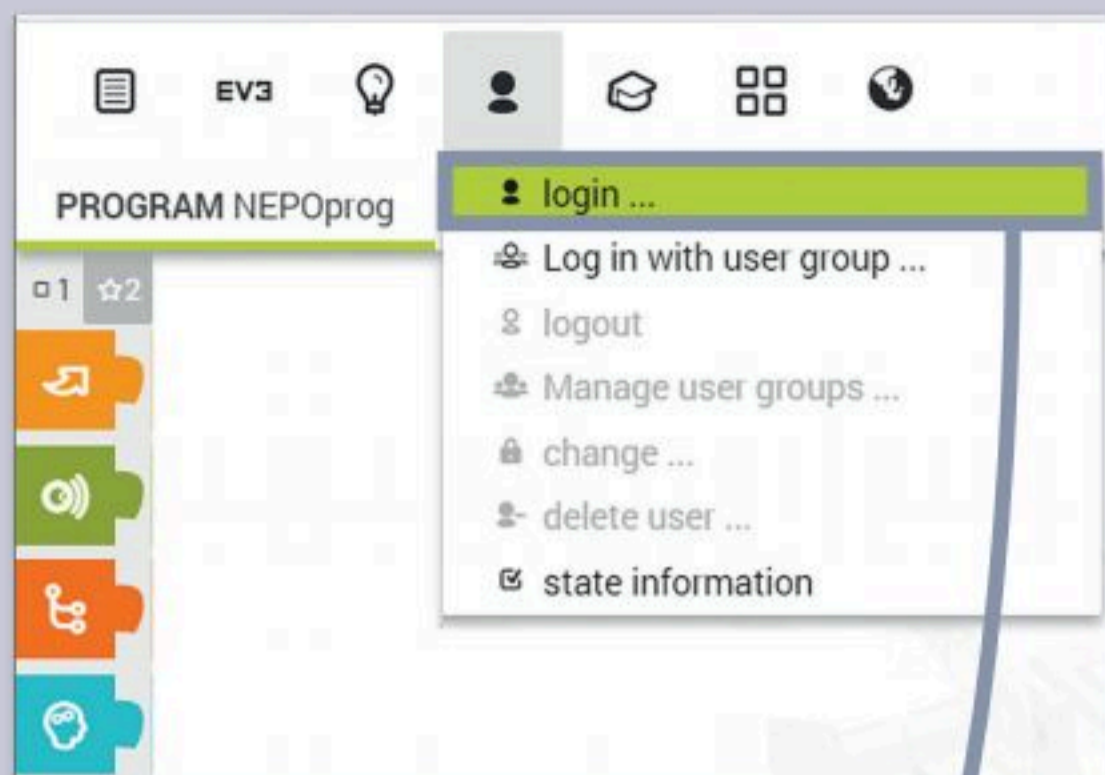 EV3
PROGRAM NEPOprog
login ...
Log in with user group ...
logout
Manage user groups ...
change ...
delete user ...
state information
1
2